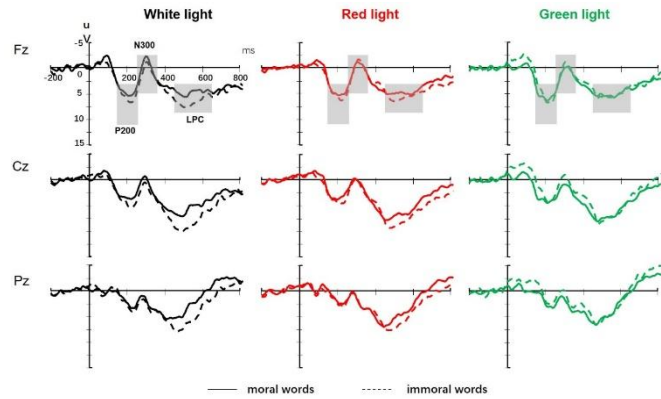 White light Red light Green light
u
V
Fz
-5
0
5
10
15
-200
200
400
600
800
ms
N300
P200
LPC
Cz
Pz
moral words immoral words